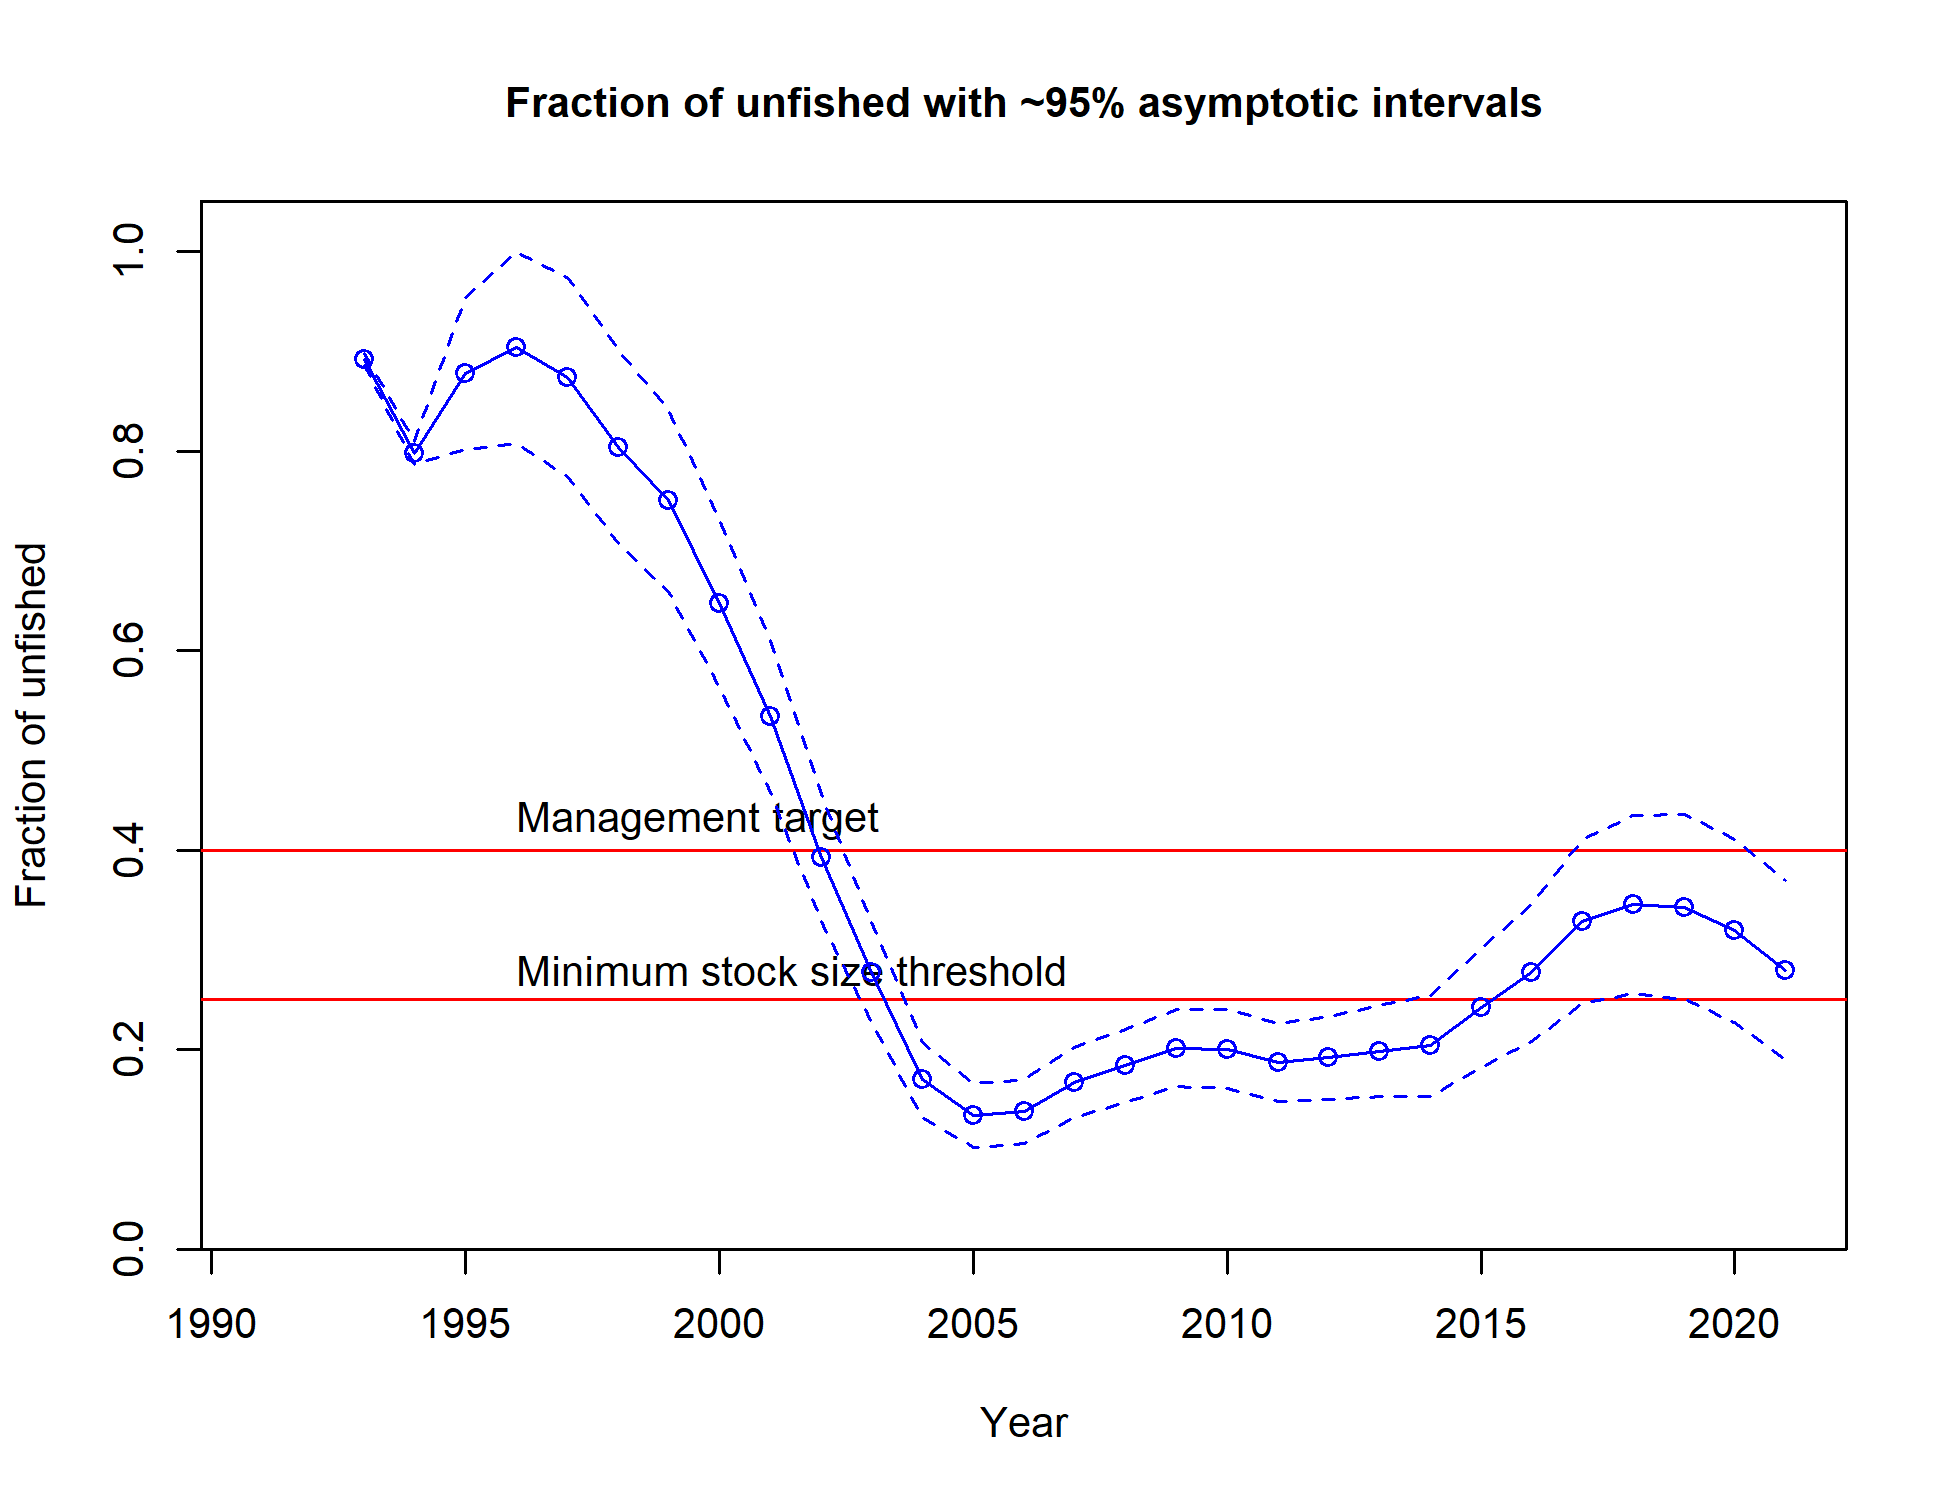 Fraction of unfished with ~95% asymptotic intervals
Fraction of unfished
1.0
0.8
0.6
0.4
0.2
0.0
Management target
Minimum stock size threshold
1990 1995 2000 2005 2010 2015 2020
Year